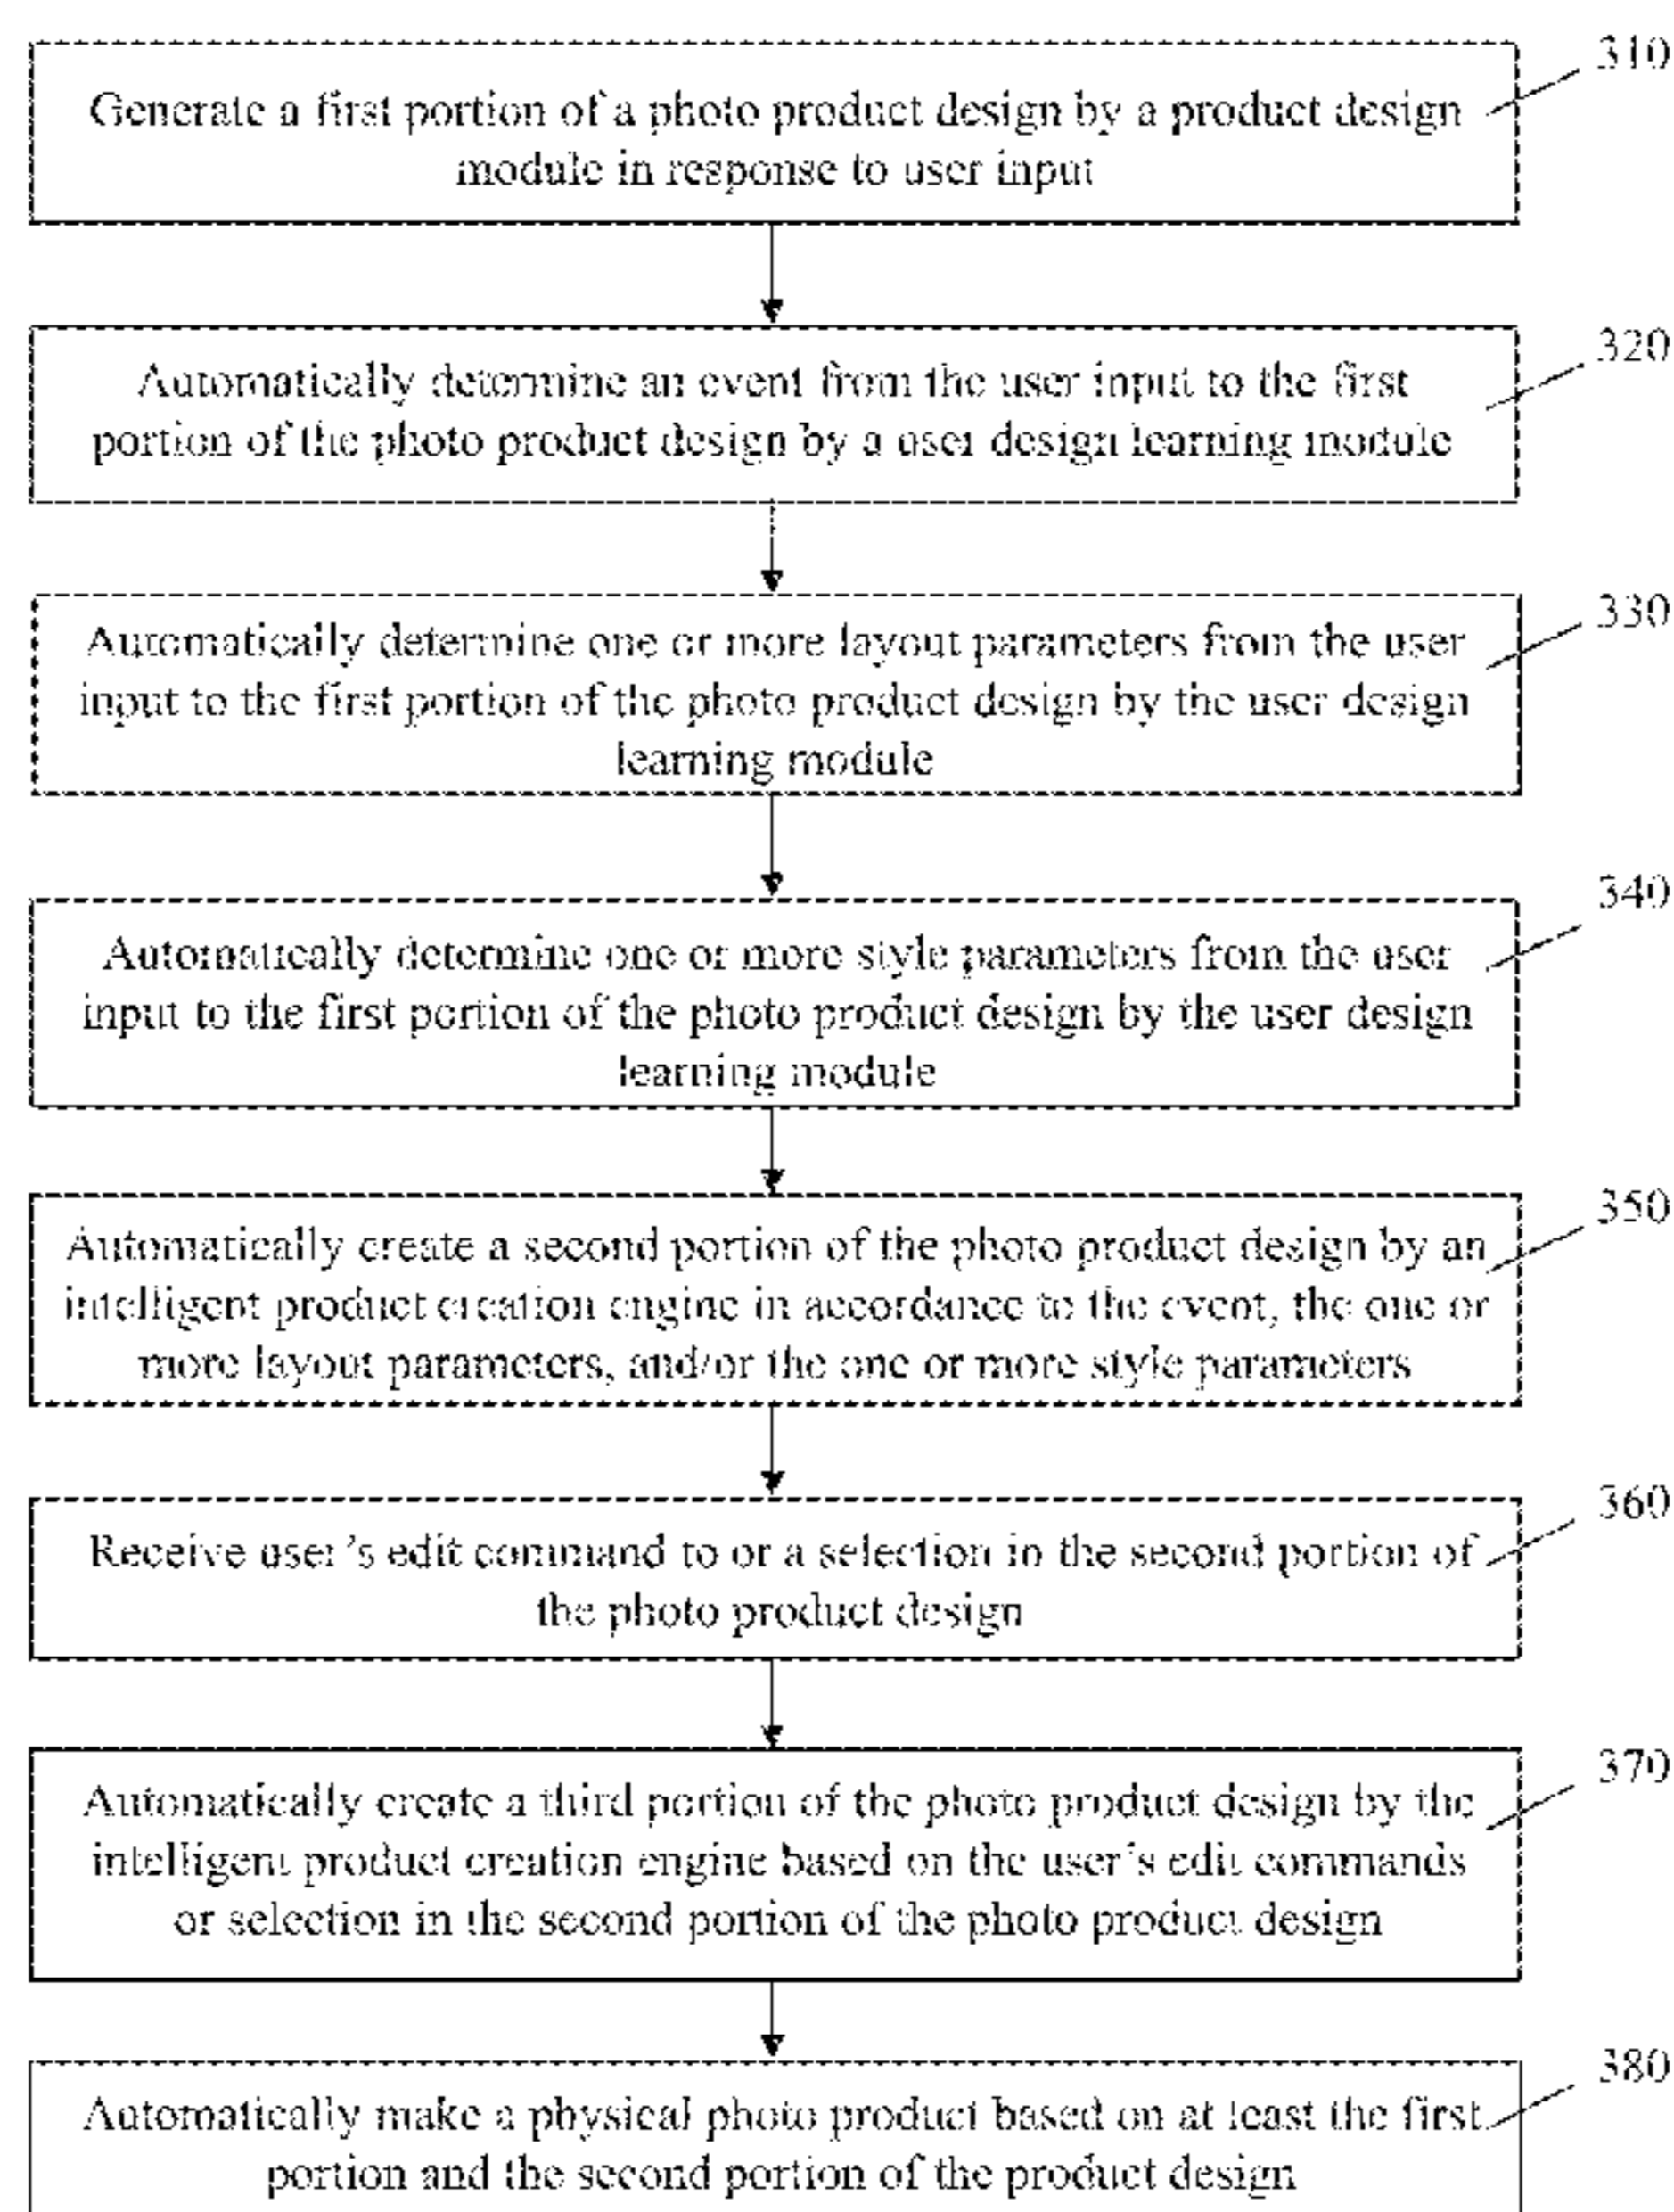 310
Generate a first portion of a photo product design by a product design
module in response to user input
320
Automatically determine an event from the user input to the first
portion of the photo product design by a user design learning module
330
Automatically determine one or more layout parameters from the user
input to the first portion of the photo product design by the user design
learning module
340
Automatically determine one or more style parameters from the user
input to the first portion of the photo product design by the user design
learning module
350
Automatically create a second portion of the photo product design by an
intelligent product creation engine in accordance to the event, the one or
more layout parameters, and/or the one or more style parameters
360
Receive user's edit command to or a selection in the second portion of
the photo product design
370
Automatically create a third portion of the photo product design by the
intelligent product creation engine based on the user's edit commands
or selection in the second portion of the photo product design
380
Automatically make a physical photo product based on at least the first
portion and the second portion of the product design